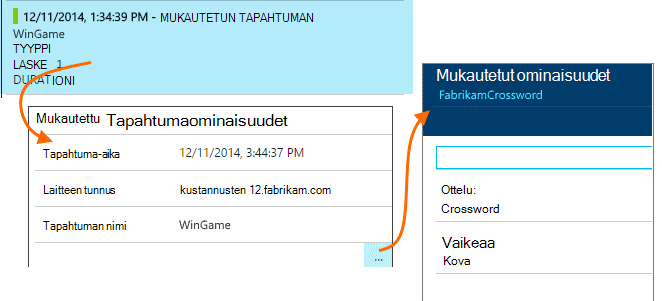 12/11/2014, 1:34:39 PM - MUKAUTETUN TAPAHTUMAN
WinGame
TYYPPI
LASKE 1
DURATIONI
Mukautettu Tapahtumaominaisuudet
Tapahtuma-aika 12/11/2014, 3:44:37 PM
Laitteen tunnus kustannusten 12.fabrikam.com
Tapahtuman nimi WinGame
...
Mukautetut ominaisuudet
FabrikamCrossword
Ottelu:
Crossword
Vaikeaa
Kova